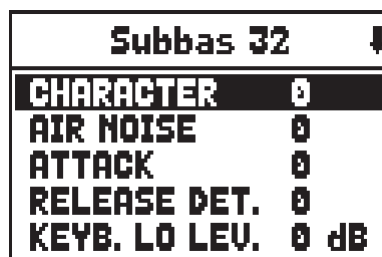 Subbas 32
CHARACTER 0
AIR NOISE 0
ATTACK 0
RELEASE DET. 0
KEYB. LO LEV. 0 dB